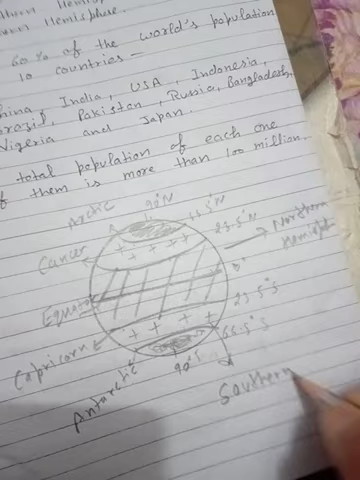 Hemisphere.
60% of the world's population
10 countries –
China, India, USA, Indonesia,
Brazil, Pakistan, Russia, Bangladesh,
Nigeria and Japan.
total population of each one
of them is more than 100 million.
Arctic 90°N 66.5°N
23.5°N
Cancer Northern
Hemisph
Equator 0°
23.5°S
Capricorn 66.5°S
90°S
Antarctic
Southern